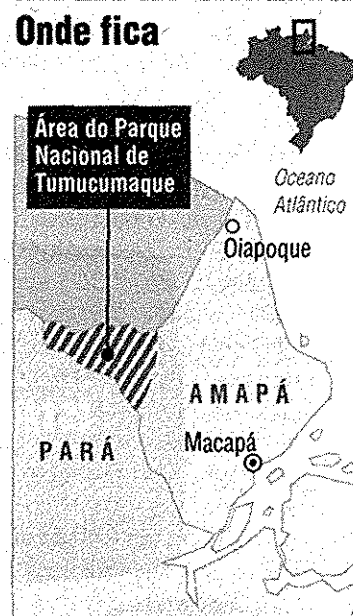 Onde fica
Oceano
Atlântico
Área do Parque
Nacional de
Tumucumaque
Oiapoque
AMAPÁ
PARÁ
Macapá